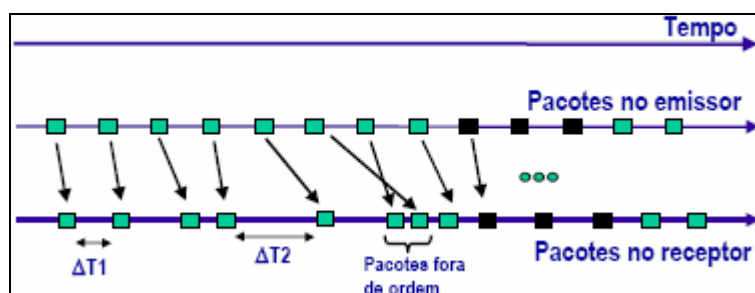 Tempo
Pacotes no emissor
ΔT1
ΔT2
Pacotes fora
de ordem
Pacotes no receptor